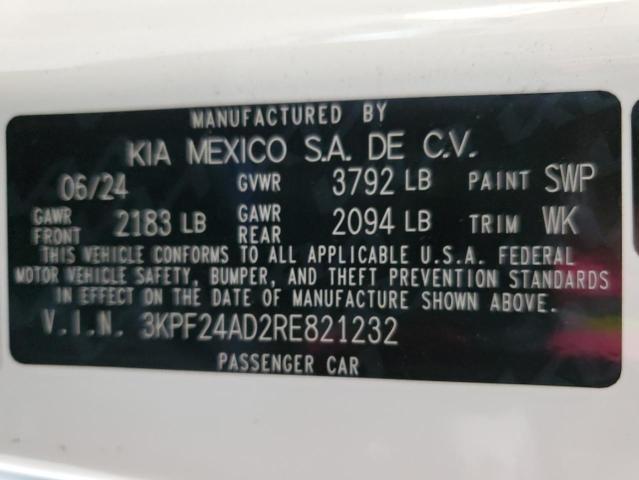 MANUFACTURED BY
KIA MEXICO S.A. DE C.V.
06/24 GVWR 3792 LB PAINT SWP
GAWR FRONT 2183 LB GAWR REAR 2094 LB TRIM WK
THIS VEHICLE CONFORMS TO ALL APPLICABLE U.S.A. FEDERAL
MOTOR VEHICLE SAFETY, BUMPER, AND THEFT PREVENTION STANDARDS
IN EFFECT ON THE DATE OF MANUFACTURE SHOWN ABOVE.
V.I.N. 3KPF24AD2RE821232
PASSENGER CAR